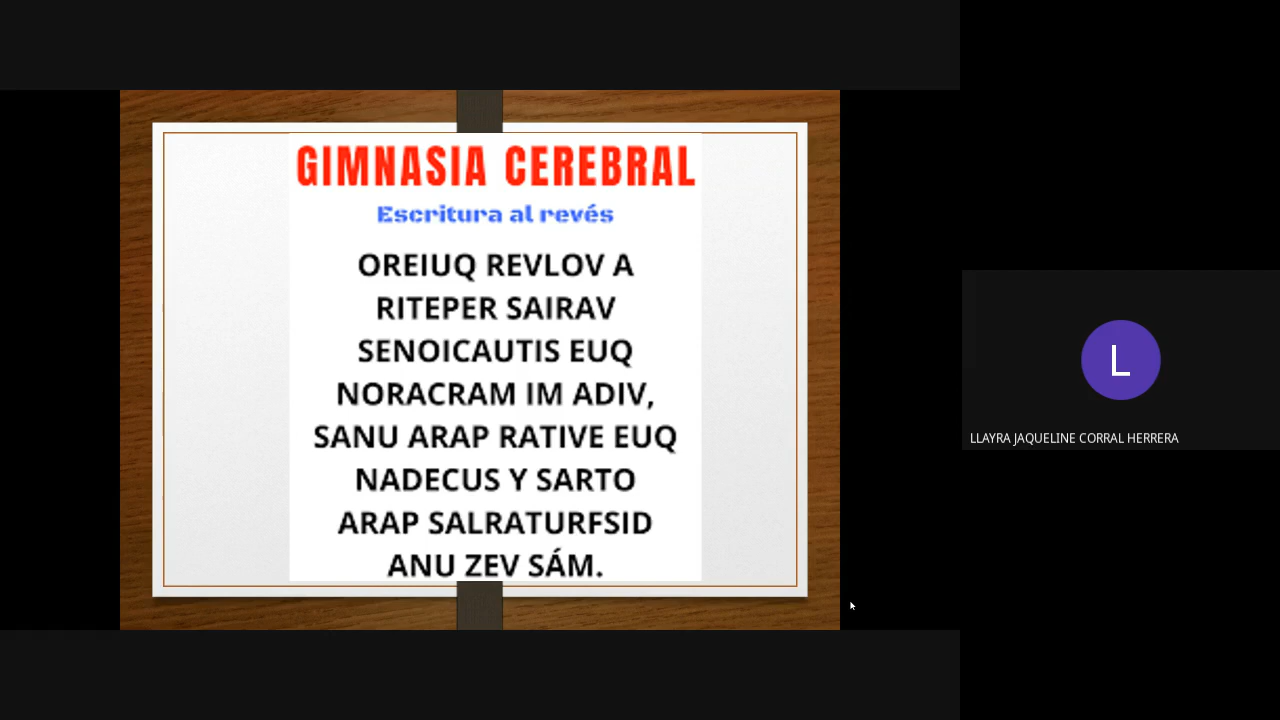 GIMNASIA CEREBRAL
Escritura al revés
OREIUQ REVLOV A
RITEPER SAIRAV
SENOICAUTIS EUQ
NORACRAM IM ADIV,
SANU ARAP RATIVE EUQ
NADECUS Y SARTO
ARAP SALRATURFSID
ANU ZEV SÁM.
L
LLAYRA JAQUELINE CORRAL HERRERA